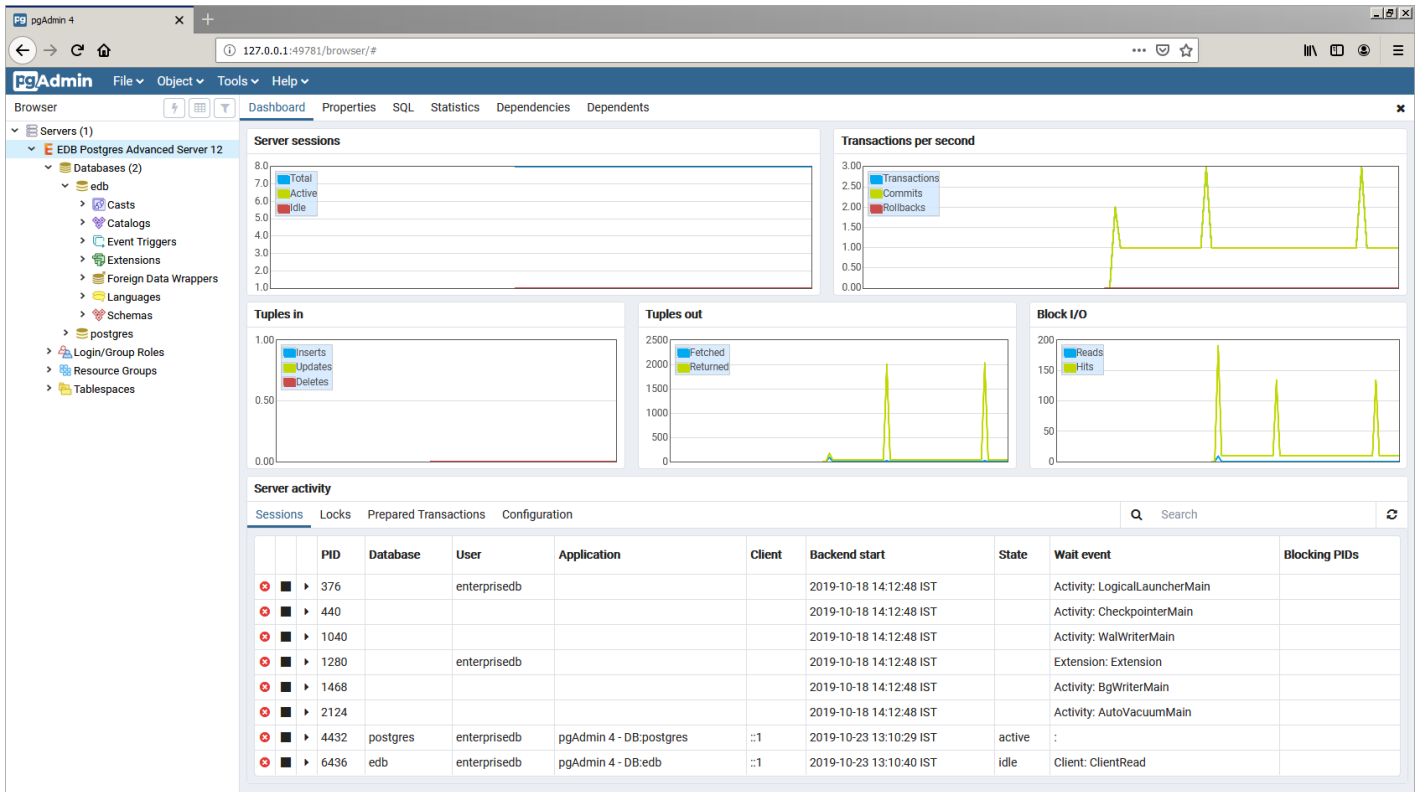 pgAdmin 4
127.0.0.1:49781/browser/#
pgAdmin File Object Tools Help
Browser
Dashboard Properties SQL Statistics Dependencies Dependents
Servers (1)
EDB Postgres Advanced Server 12
Databases (2)
edb
Casts
Catalogs
Event Triggers
Extensions
Foreign Data Wrappers
Languages
Schemas
postgres
Login/Group Roles
Resource Groups
Tablespaces
Server sessions
8.0
7.0
6.0
5.0
4.0
3.0
2.0
1.0
Total
Active
Idle
Transactions per second
3.00
2.50
2.00
1.50
1.00
0.50
0.00
Transactions
Commits
Rollbacks
Tuples in
1.00
0.50
0.00
Inserts
Updates
Deletes
Tuples out
2500
2000
1500
1000
500
0
Fetched
Returned
Block I/O
200
150
100
50
0
Reads
Hits
Server activity
Sessions Locks Prepared Transactions Configuration Search
PID Database User Application Client Backend start State Wait event Blocking PIDs
376 enterprisedb 2019-10-18 14:12:48 IST Activity: LogicalLauncherMain
440 2019-10-18 14:12:48 IST Activity: CheckpointerMain
1040 2019-10-18 14:12:48 IST Activity: WalWriterMain
1280 enterprisedb 2019-10-18 14:12:48 IST Extension: Extension
1468 2019-10-18 14:12:48 IST Activity: BgWriterMain
2124 2019-10-18 14:12:48 IST Activity: AutoVacuumMain
4432 postgres enterprisedb pgAdmin 4 - DB:postgres ::1 2019-10-23 13:10:29 IST active :
6436 edb enterprisedb pgAdmin 4 - DB:edb ::1 2019-10-23 13:10:40 IST idle Client: ClientRead